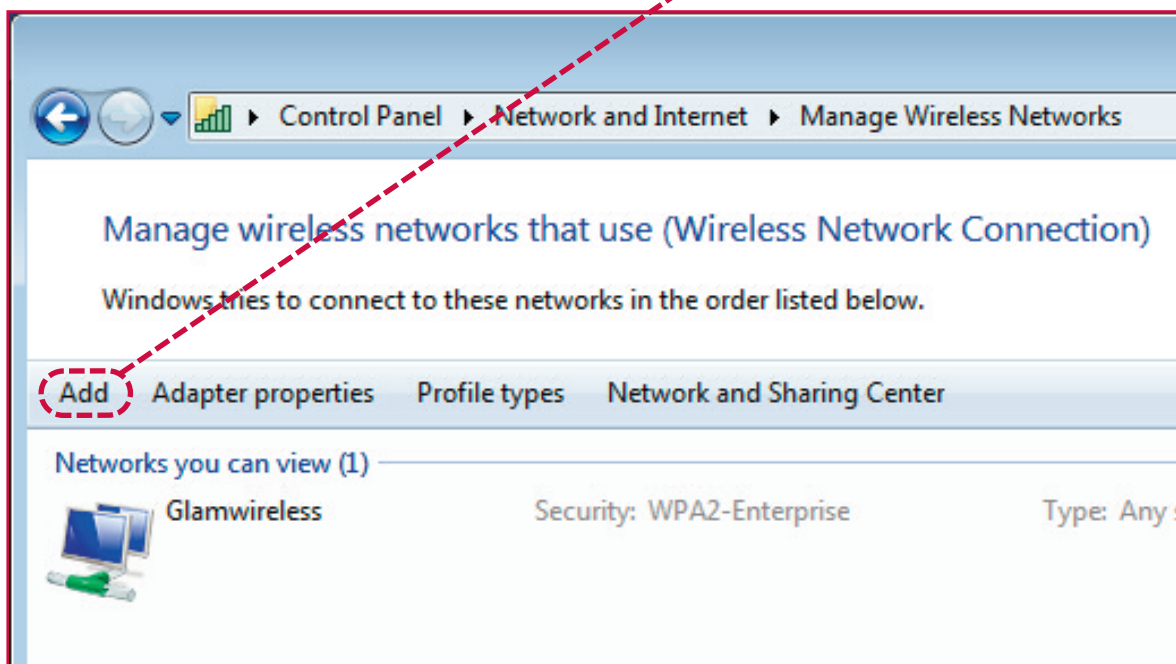 Control Panel Network and Internet Manage Wireless Networks
Manage wireless networks that use (Wireless Network Connection)
Windows tries to connect to these networks in the order listed below.
Add Adapter properties Profile types Network and Sharing Center
Networks you can view (1)
Glamwireless Security: WPA2-Enterprise Type: Any